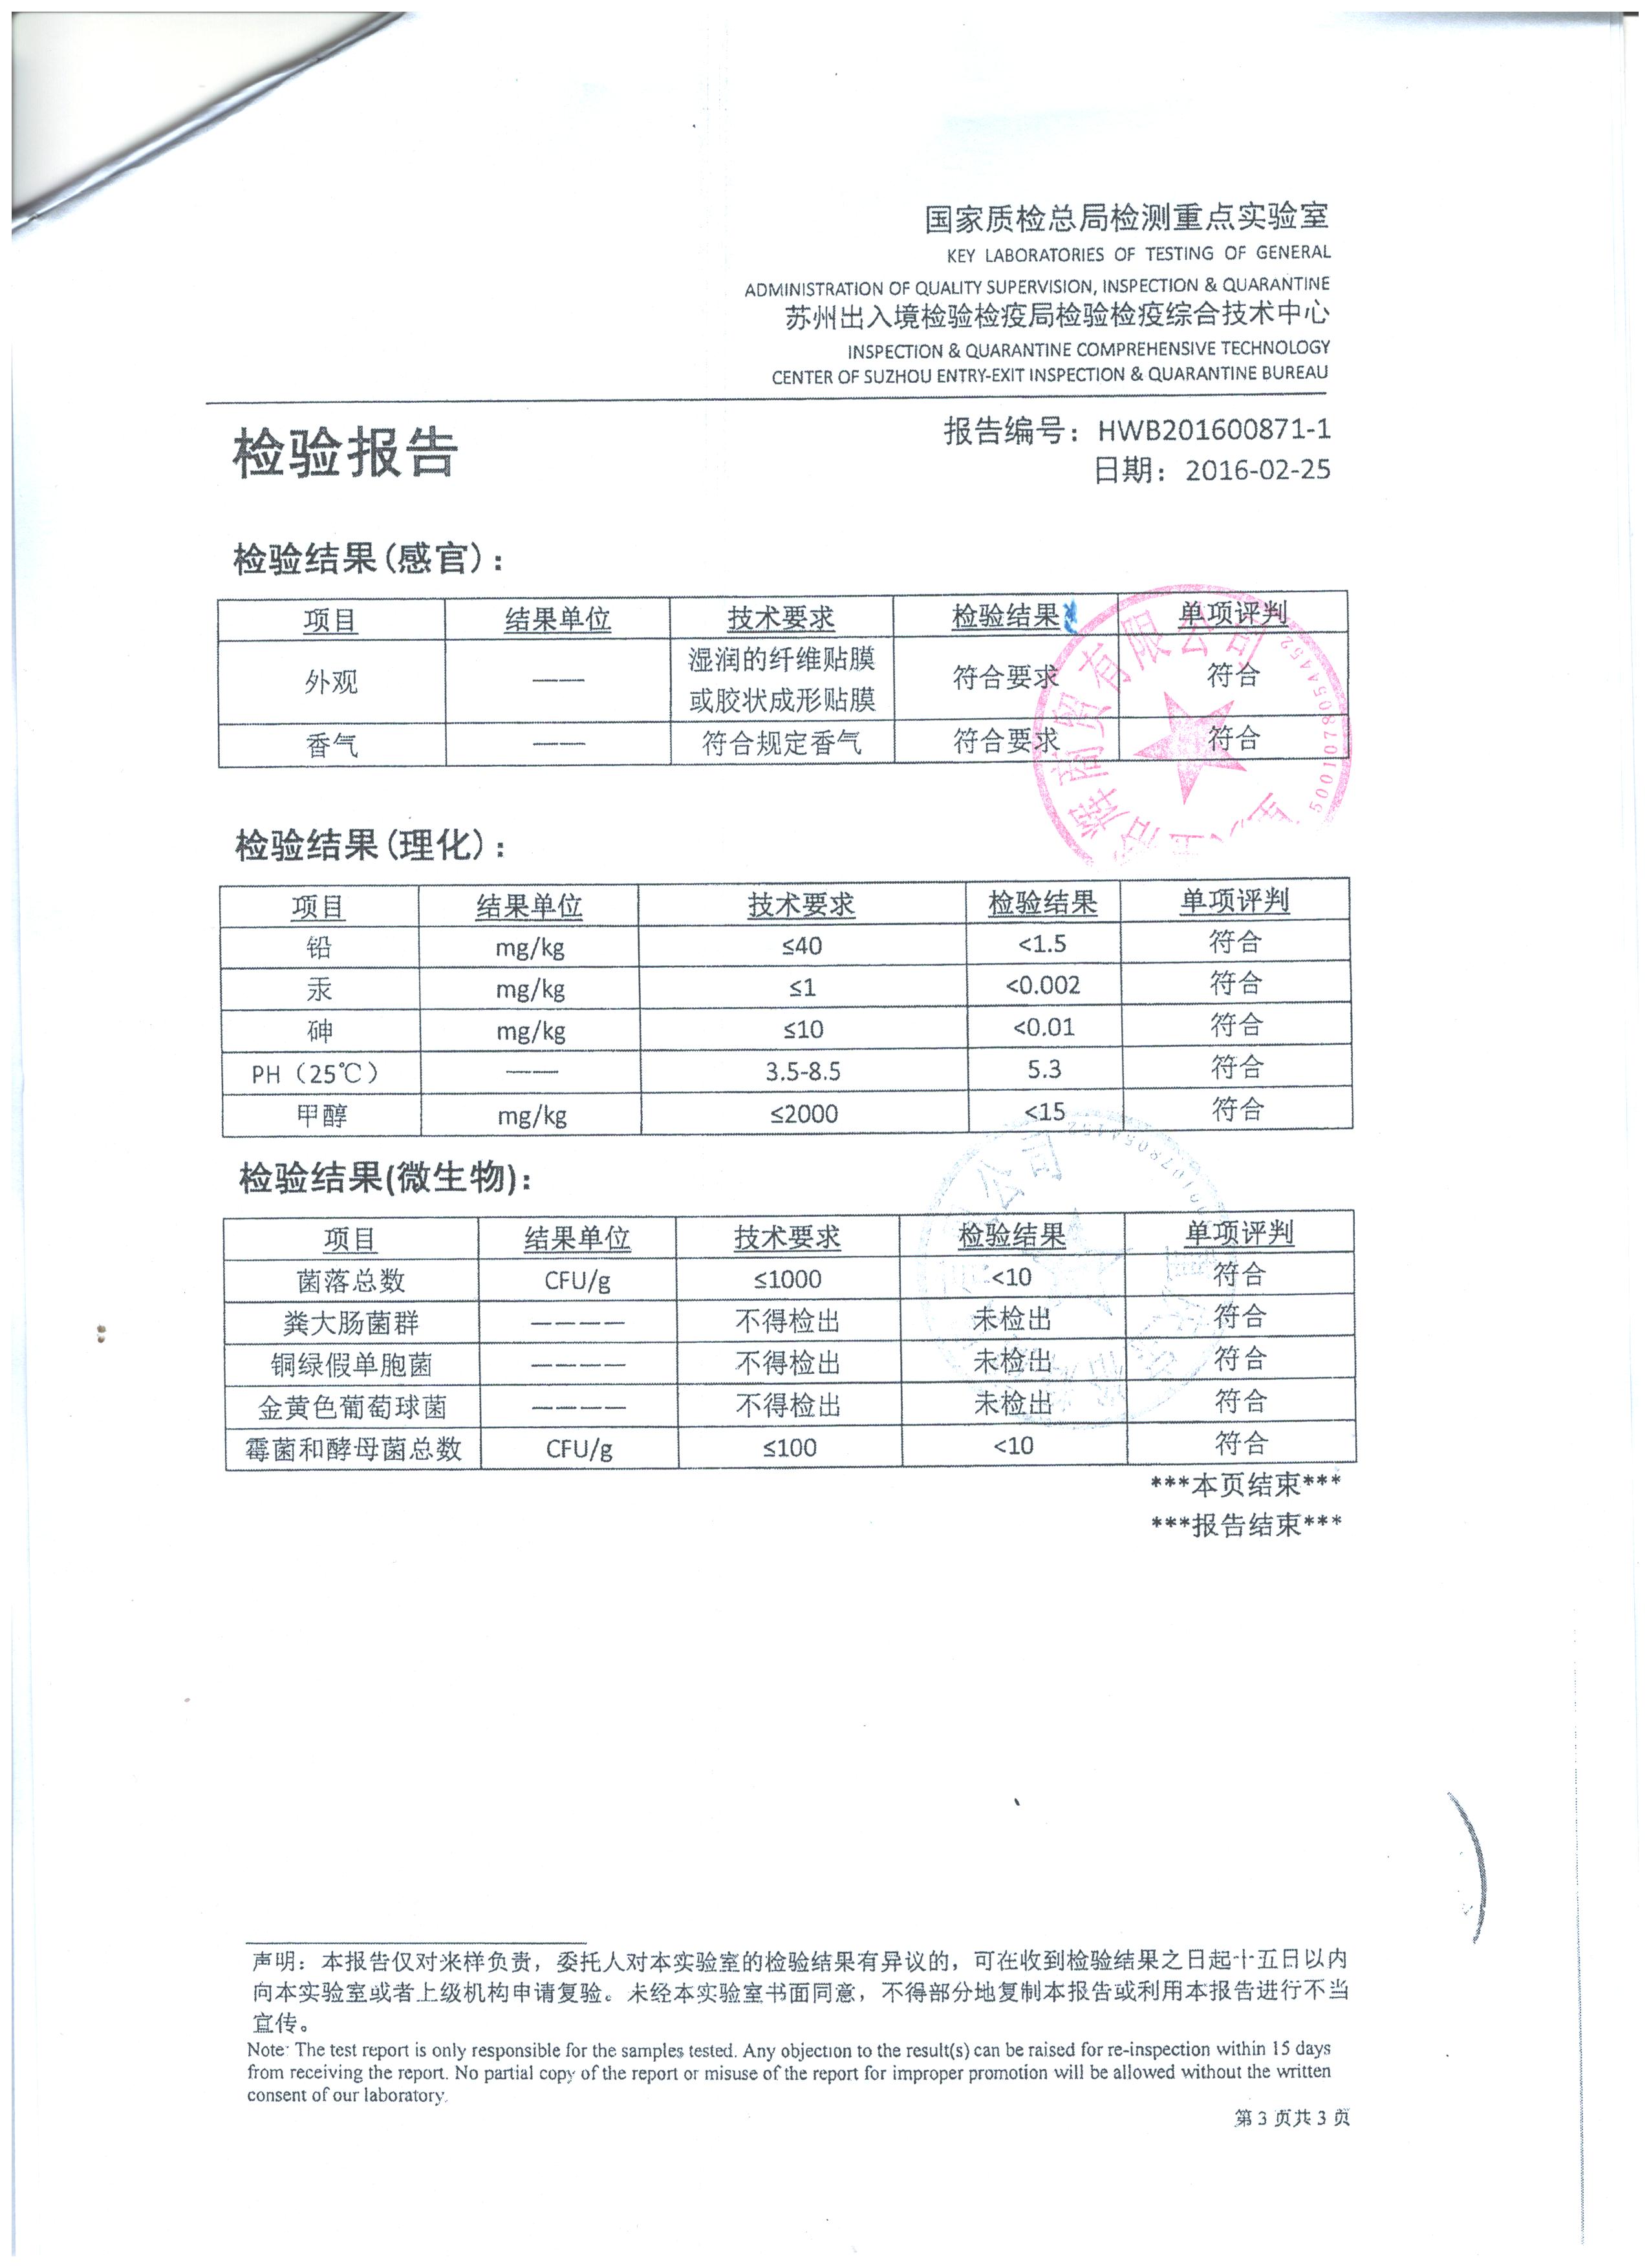 国家质检总局检测重点实验室
KEY LABORATORIES OF TESTING OF GENERAL
ADMINISTRATION OF QUALITY SUPERVISION, INSPECTION & QUARANTINE
苏州出入境检验检疫局检验检疫综合技术中心
INSPECTION & QUARANTINE COMPREHENSIVE TECHNOLOGY
CENTER OF SUZHOU ENTRY-EXIT INSPECTION & QUARANTINE BUREAU
检验报告
报告编号：HWB201600871-1
日期：2016-02-25
检验结果(感官)：
项目 结果单位 技术要求 检验结果 单项评判
外观 —— 湿润的纤维贴膜 符合要求 符合
或胶状成形贴膜
香气 —— 符合规定香气 符合要求 符合
辉商贸有限公司
5001078054452
检验结果(理化)：
项目 结果单位 技术要求 检验结果 单项评判
铅 mg/kg ≤40 <1.5 符合
汞 mg/kg ≤1 <0.002 符合
砷 mg/kg ≤10 <0.01 符合
PH（25℃） —— 3.5-8.5 5.3 符合
甲醇 mg/kg ≤2000 <15 符合
检验结果(微生物)：
项目 结果单位 技术要求 检验结果 单项评判
菌落总数 CFU/g ≤1000 <10 符合
粪大肠菌群 ———— 不得检出 未检出 符合
铜绿假单胞菌 ———— 不得检出 未检出 符合
金黄色葡萄球菌 ———— 不得检出 未检出 符合
霉菌和酵母菌总数 CFU/g ≤100 <10 符合
***本页结束***
***报告结束***
声明：本报告仅对来样负责，委托人对本实验室的检验结果有异议的，可在收到检验结果之日起十五日以内
向本实验室或者上级机构申请复验。未经本实验室书面同意，不得部分地复制本报告或利用本报告进行不当
宣传。
Note: The test report is only responsible for the samples tested. Any objection to the result(s) can be raised for re-inspection within 15 days
from receiving the report. No partial copy of the report or misuse of the report for improper promotion will be allowed without the written
consent of our laboratory.
第 3 页共 3 页